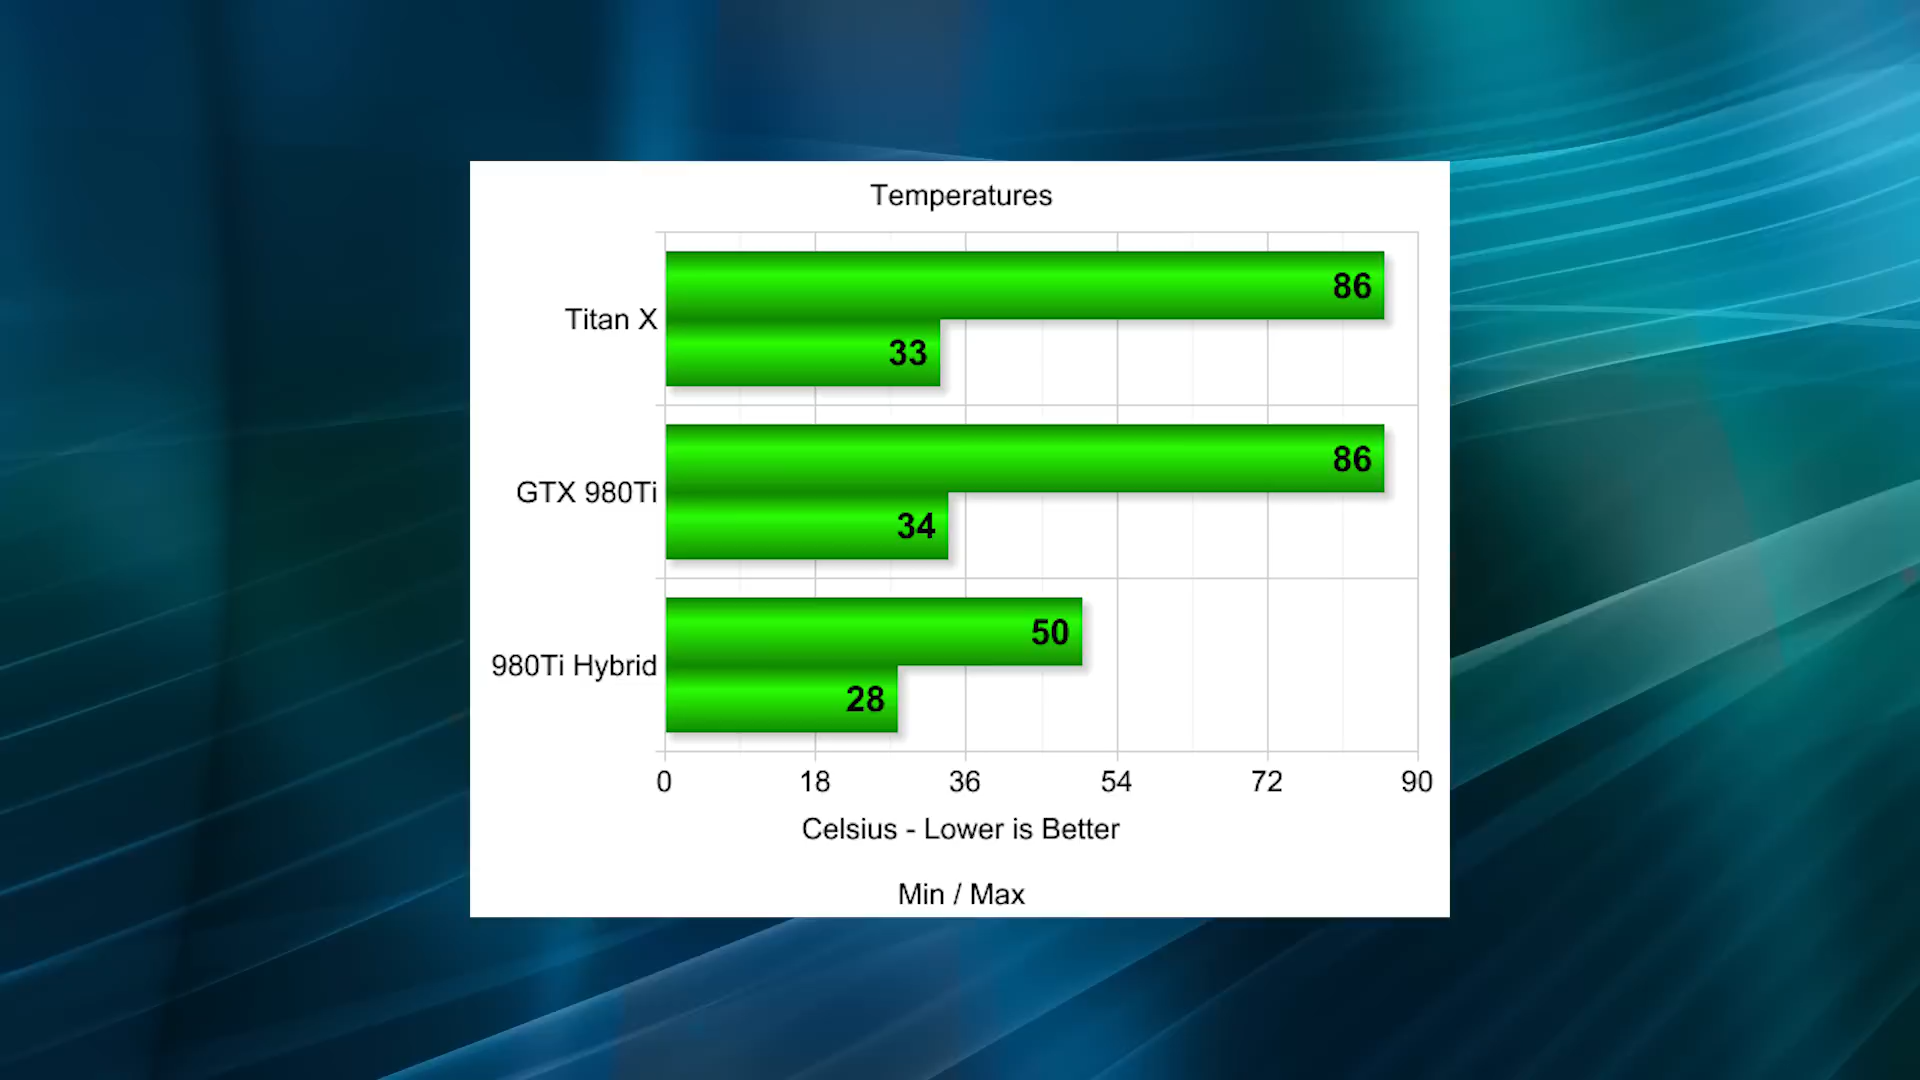 Temperatures
Titan X
86
33
GTX 980Ti
86
34
980Ti Hybrid
50
28
0 18 36 54 72 90
Celsius - Lower is Better
Min / Max